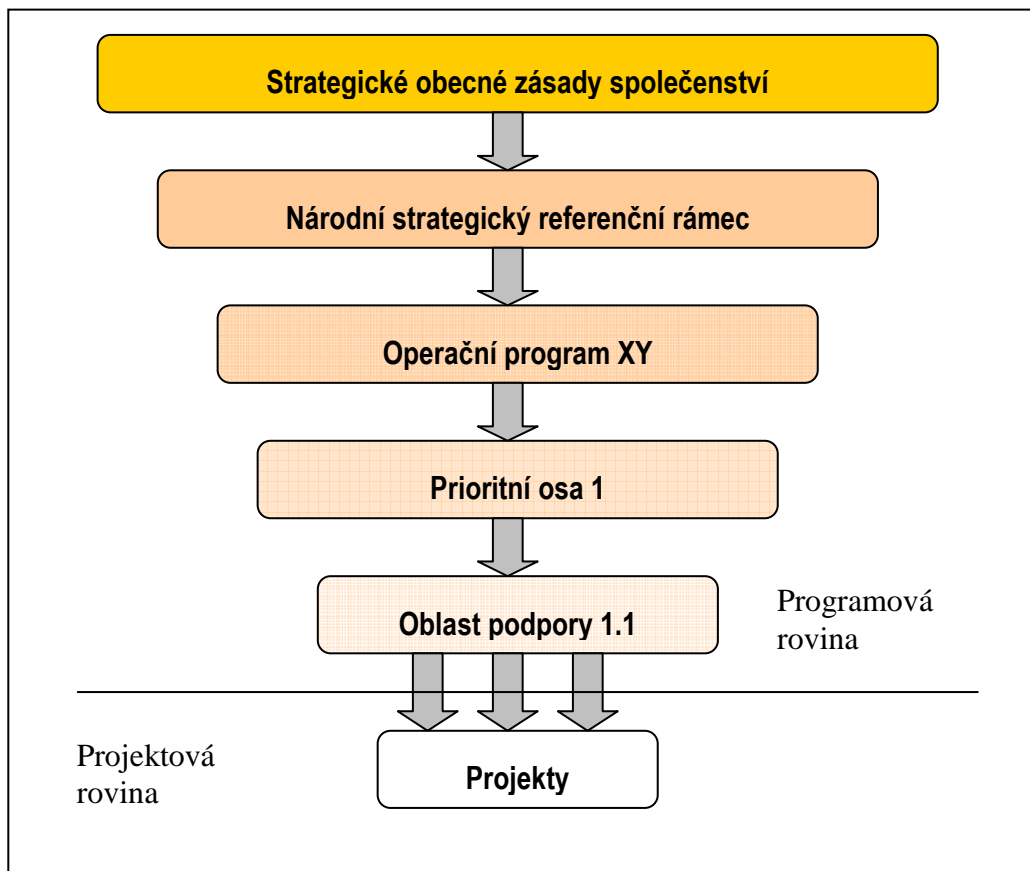 Strategické obecné zásady společenství
Národní strategický referenční rámec
Operační program XY
Prioritní osa 1
Oblast podpory 1.1
Programová
rovina
Projektová
rovina
Projekty